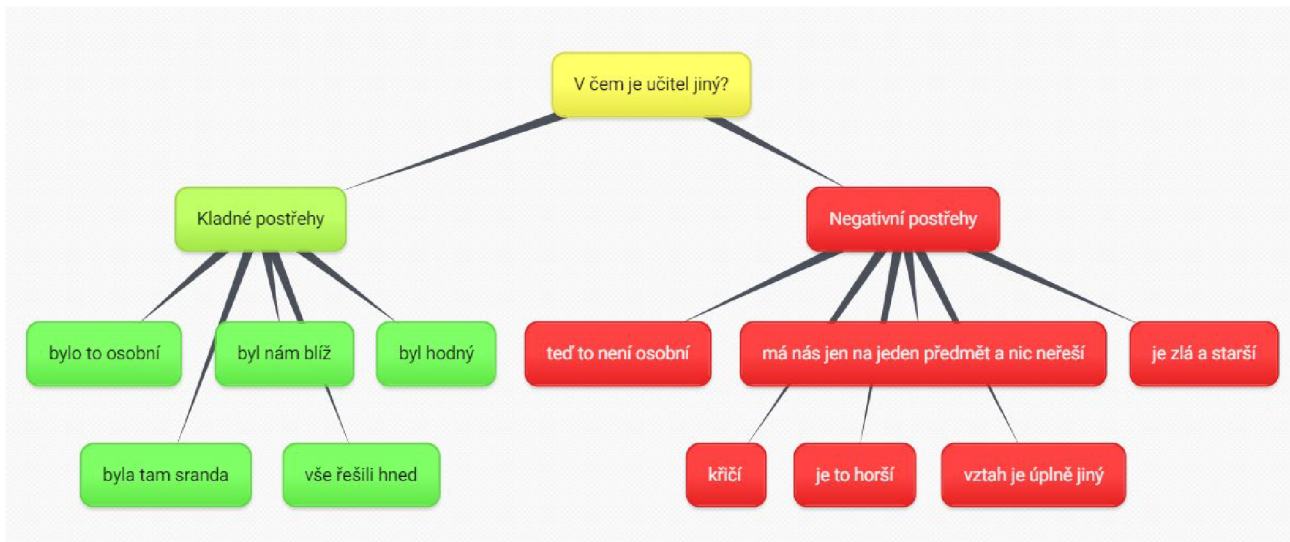 V čem je učitel jiný?
Kladné postřehy
Negativní postřehy
bylo to osobní
byl nám blíž
byl hodný
teď to není osobní
má nás jen na jeden předmět a nic neřeší
je zlá a starší
byla tam sranda
vše řešili hned
křičí
je to horší
vztah je úplně jiný